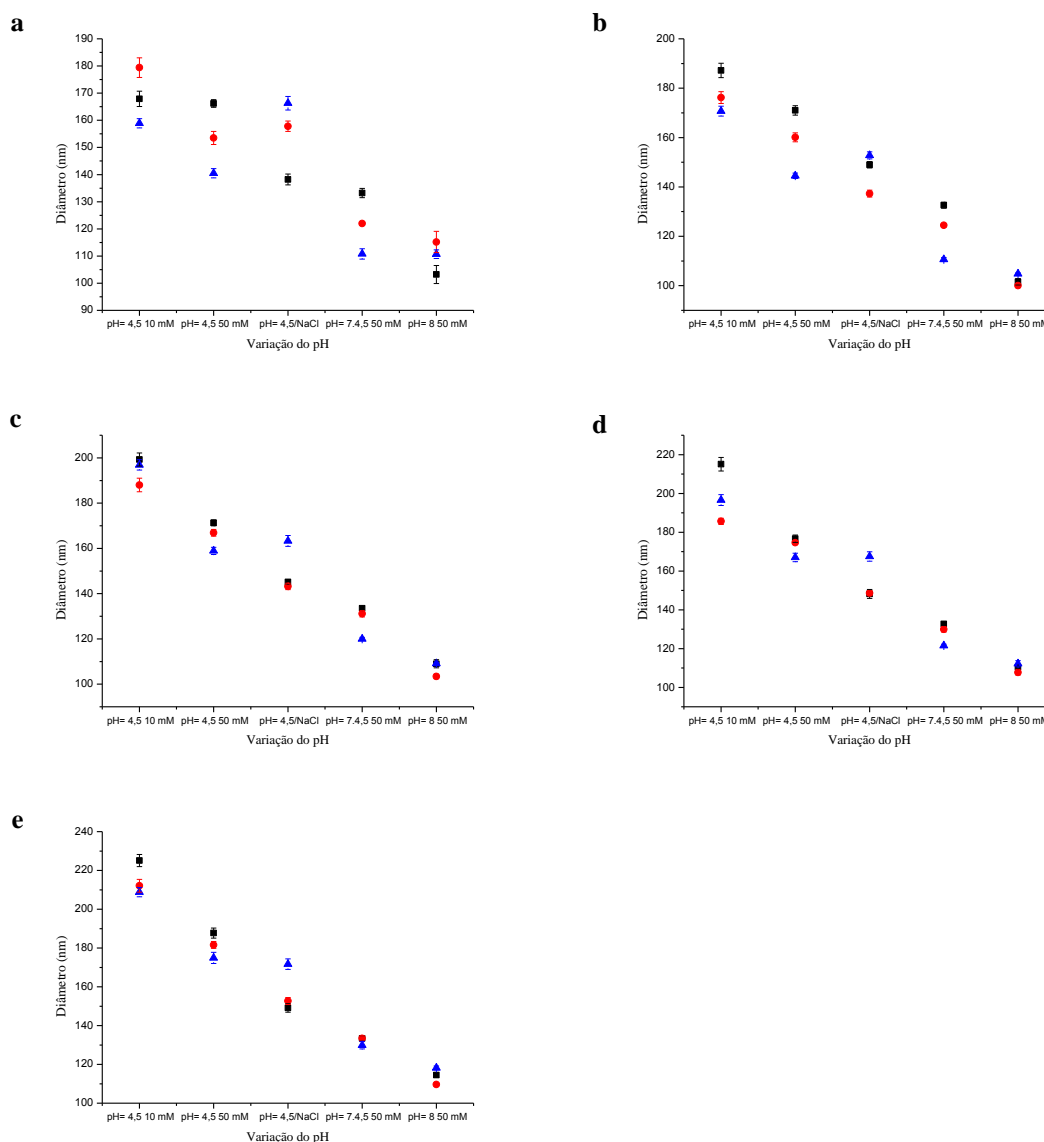 a
190
180
170
160
150
140
130
120
110
100
90
Diâmetro (nm)
pH= 4,5 10 mM pH= 4,5 50 mM pH= 4,5/NaCl pH= 7.4,5 50 mM pH= 8 50 mM
Variação do pH
b
200
180
160
140
120
100
Diâmetro (nm)
pH= 4,5 10 mM pH= 4,5 50 mM pH= 4,5/NaCl pH= 7.4,5 50 mM pH= 8 50 mM
Variação do pH
c
200
180
160
140
120
100
Diâmetro (nm)
pH= 4,5 10 mM pH= 4,5 50 mM pH= 4,5/NaCl pH= 7.4,5 50 mM pH= 8 50 mM
Variação do pH
d
220
200
180
160
140
120
100
Diâmetro (nm)
pH= 4,5 10 mM pH= 4,5 50 mM pH= 4,5/NaCl pH= 7.4,5 50 mM pH= 8 50 mM
Variação do pH
e
240
220
200
180
160
140
120
100
Diâmetro (nm)
pH= 4,5 10 mM pH= 4,5 50 mM pH= 4,5/NaCl pH= 7.4,5 50 mM pH= 8 50 mM
Variação do pH